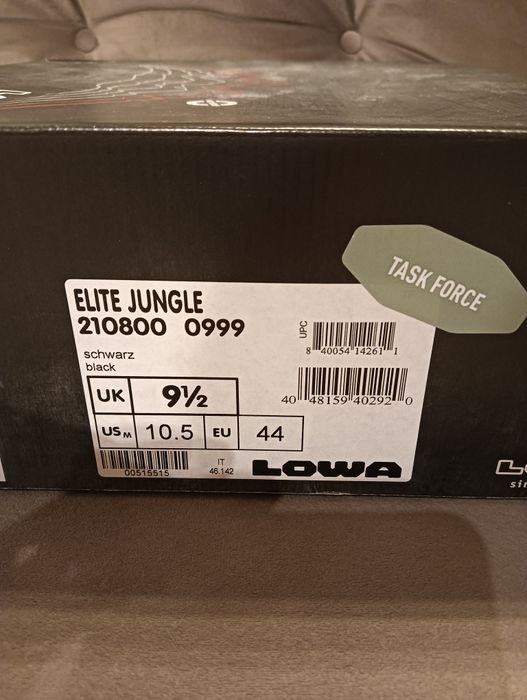 TASK FORCE
ELITE JUNGLE
210800 0999
schwarz
black
UPC
8 40054 14261 1
UK 9½
40 48159 40292 0
US M 10.5 EU 44
00515515
IT
46.142
LOWA